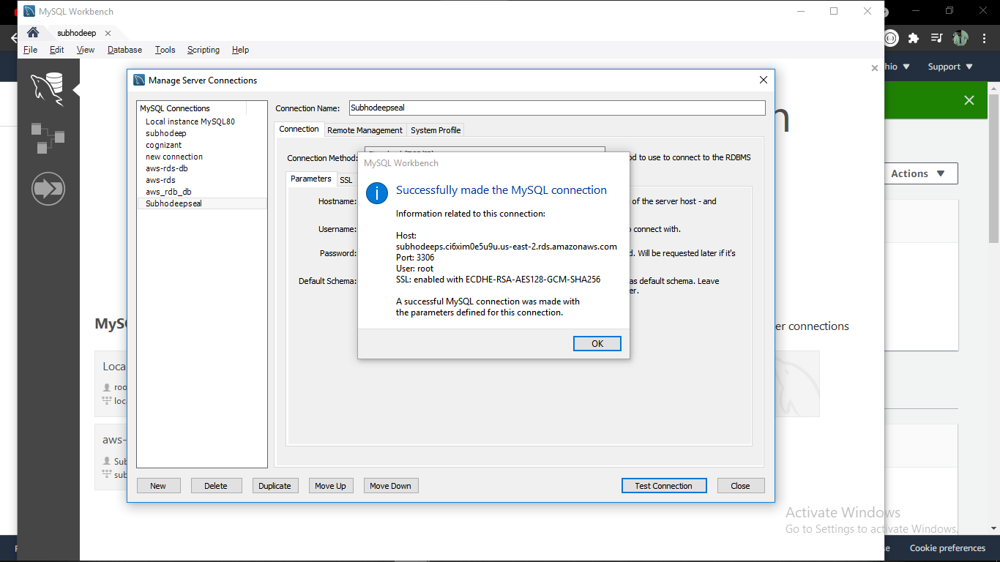 MySQL Workbench
subhodeep
File Edit View Database Tools Scripting Help
hio Support
Manage Server Connections
MySQL Connections
Local instance MySQL80
subhodeep
cognizant
new connection
aws-rds-db
aws-rds
aws_rdb_db
Subhodeepseal
Connection Name: Subhodeepseal
Connection Remote Management System Profile
Connection Method: od to use to connect to the RDBMS
Parameters SSL
Hostname: of the server host - and
Username: o connect with.
Password: d. Will be requested later if it's
Default Schema: as default schema. Leave
er.
MySQL Workbench
Successfully made the MySQL connection
Information related to this connection:
Host:
subhodeeps.ci6xim0e5u9u.us-east-2.rds.amazonaws.com
Port: 3306
User: root
SSL: enabled with ECDHE-RSA-AES128-GCM-SHA256
A successful MySQL connection was made with
the parameters defined for this connection.
OK
New Delete Duplicate Move Up Move Down Test Connection Close
Actions
MySQ
er connections
Loca
roo
loc
aws-
Sub
sub
Activate Windows
Go to Settings to activate Windows.
se Cookie preferences